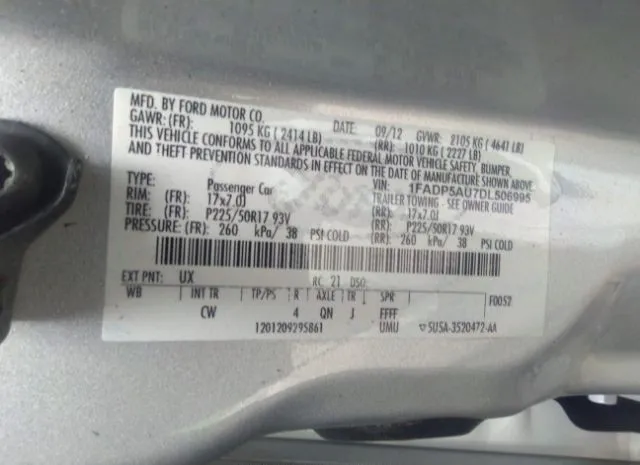 MFD. BY FORD MOTOR CO.
DATE: 09/12 GVWR: 2105 KG ( 4641 LB)
GAWR: (FR): 1095 KG ( 2414 LB) (RR): 1010 KG ( 2227 LB)
THIS VEHICLE CONFORMS TO ALL APPLICABLE FEDERAL MOTOR VEHICLE SAFETY, BUMPER,
AND THEFT PREVENTION STANDARDS IN EFFECT ON THE DATE OF MANUFACTURE SHOWN ABOVE.
VIN: 1FADP5AU7DL506995
TYPE: Passenger Car TRAILER TOWING - SEE OWNER GUIDE
RIM: (FR): 17x7.0J (RR): 17x7.0J
TIRE: (FR): P225/50R17 93V (RR): P225/50R17 93V
PRESSURE: (FR): 260 kPa/ 38 PSI COLD (RR): 260 kPa/ 38 PSI COLD
EXT PNT: UX RC: 21 DSO:
WB INT TR TP/PS R AXLE TR SPR F0052
CW 4 QN J FFFF
1201209295861 UMU 5USA-3520472-AA